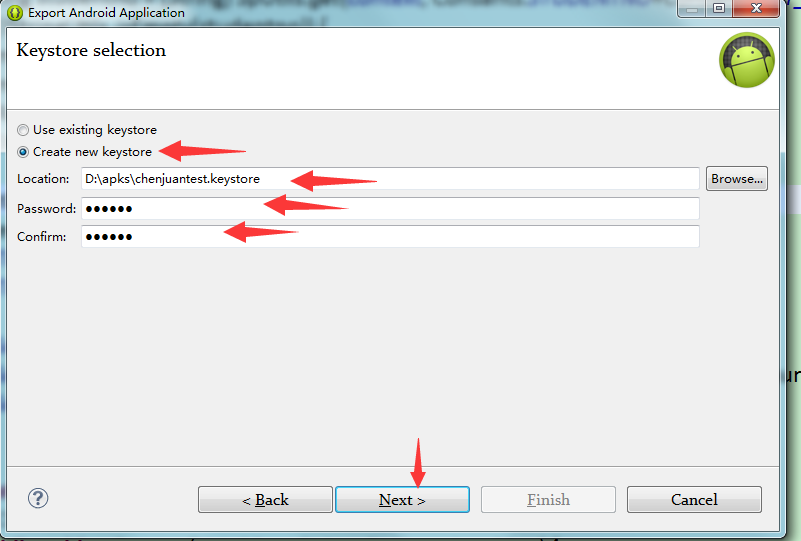 Export Android Application
Keystore selection
Use existing keystore
Create new keystore
Location: D:\apks\chenjuantest.keystore Browse...
Password: ●●●●●●
Confirm: ●●●●●●
< Back Next > Finish Cancel